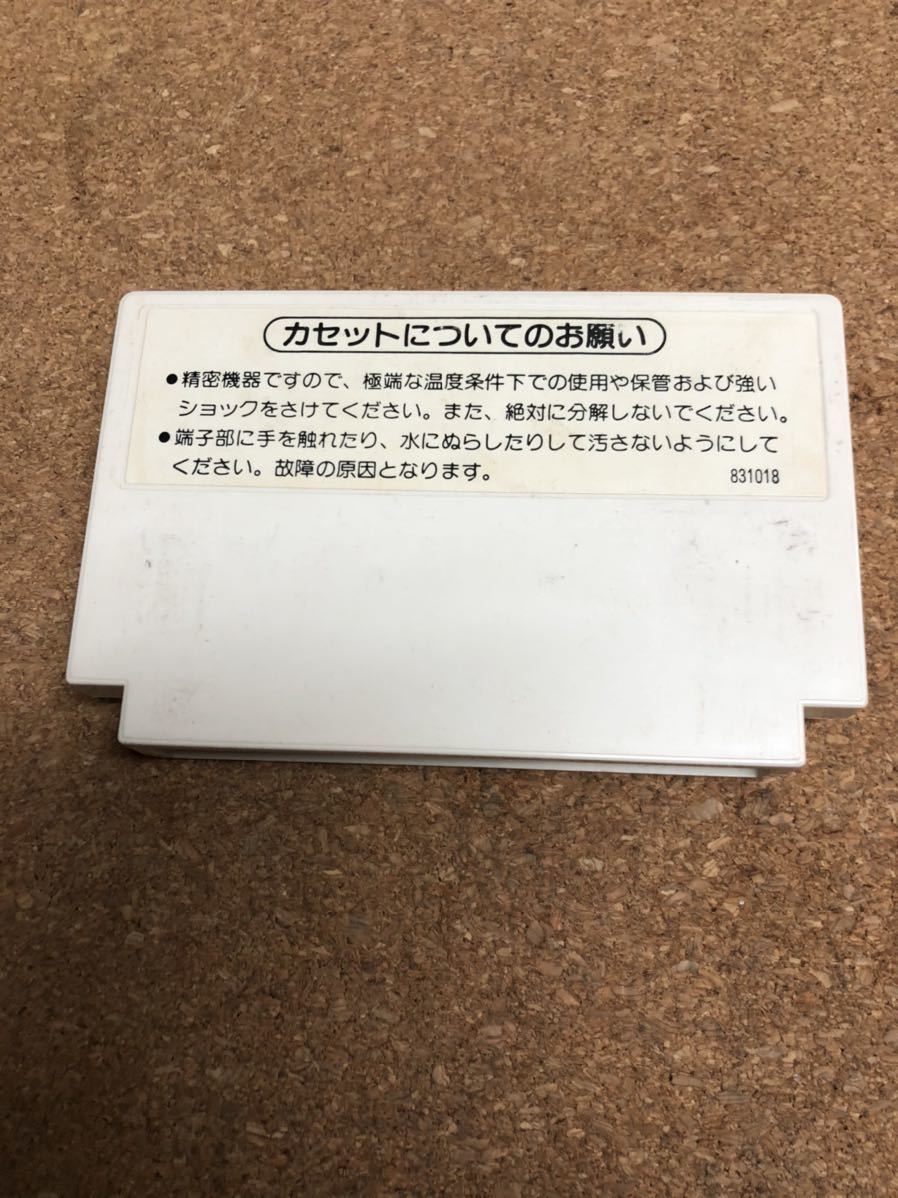 カセットについてのお願い
●精密機器ですので、極端な温度条件下での使用や保管および強い
ショックをさけてください。また、絶対に分解しないでください。
●端子部に手を触れたり、水にぬらしたりして汚さないようにして
ください。故障の原因となります。 831018